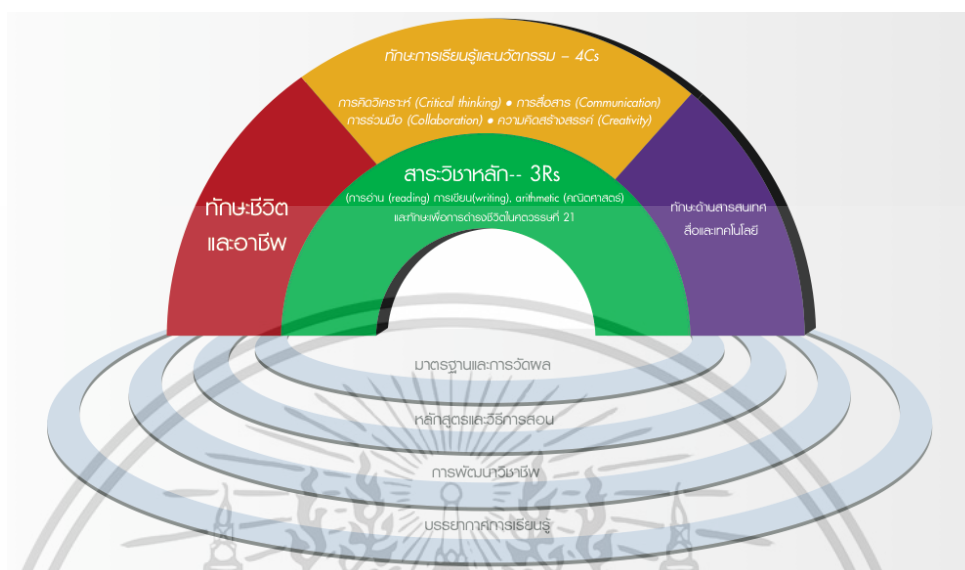 ทักษะการเรียนรู้และนวัตกรรม – 4Cs
การคิดวิเคราะห์ (Critical thinking) ● การสื่อสาร (Communication)
การร่วมมือ (Collaboration) ● ความคิดสร้างสรรค์ (Creativity)
สาระวิชาหลัก-- 3Rs
(การอ่าน (reading) การเขียน(writing), arithmetic (คณิตศาสตร์)
และทักษะเพื่อการดำรงชีวิตในศตวรรษที่ 21
ทักษะชีวิต
และอาชีพ
ทักษะด้านสารสนเทศ
สื่อและเทคโนโลยี
มาตรฐานและการวัดผล
หลักสูตรและวิธีการสอน
การพัฒนาวิชาชีพ
บรรยากาศการเรียนรู้